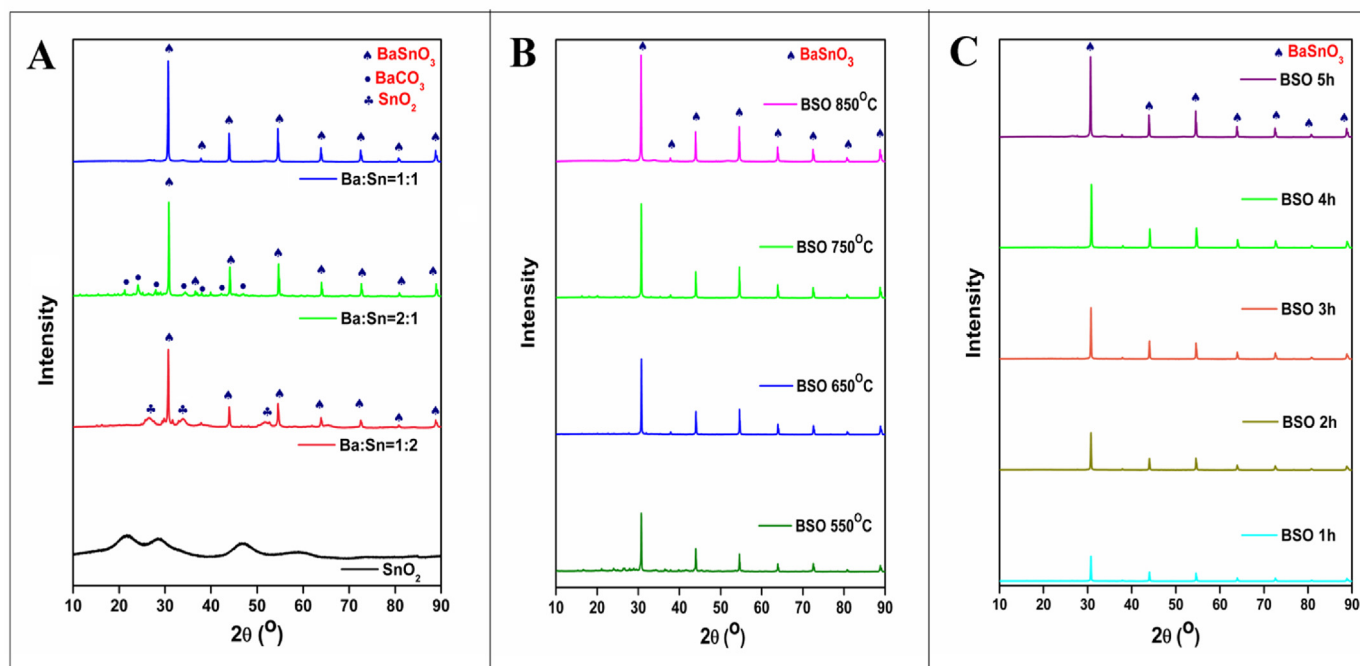 A
BaSnO₃
BaCO₃
SnO₂
Ba:Sn=1:1
Ba:Sn=2:1
Ba:Sn=1:2
SnO₂
Intensity
10 20 30 40 50 60 70 80 90
2θ (°)
B
BaSnO₃
BSO 850°C
BSO 750°C
BSO 650°C
BSO 550°C
Intensity
10 20 30 40 50 60 70 80 90
2θ (°)
C
BaSnO₃
BSO 5h
BSO 4h
BSO 3h
BSO 2h
BSO 1h
Intensity
10 20 30 40 50 60 70 80 90
2θ (°)